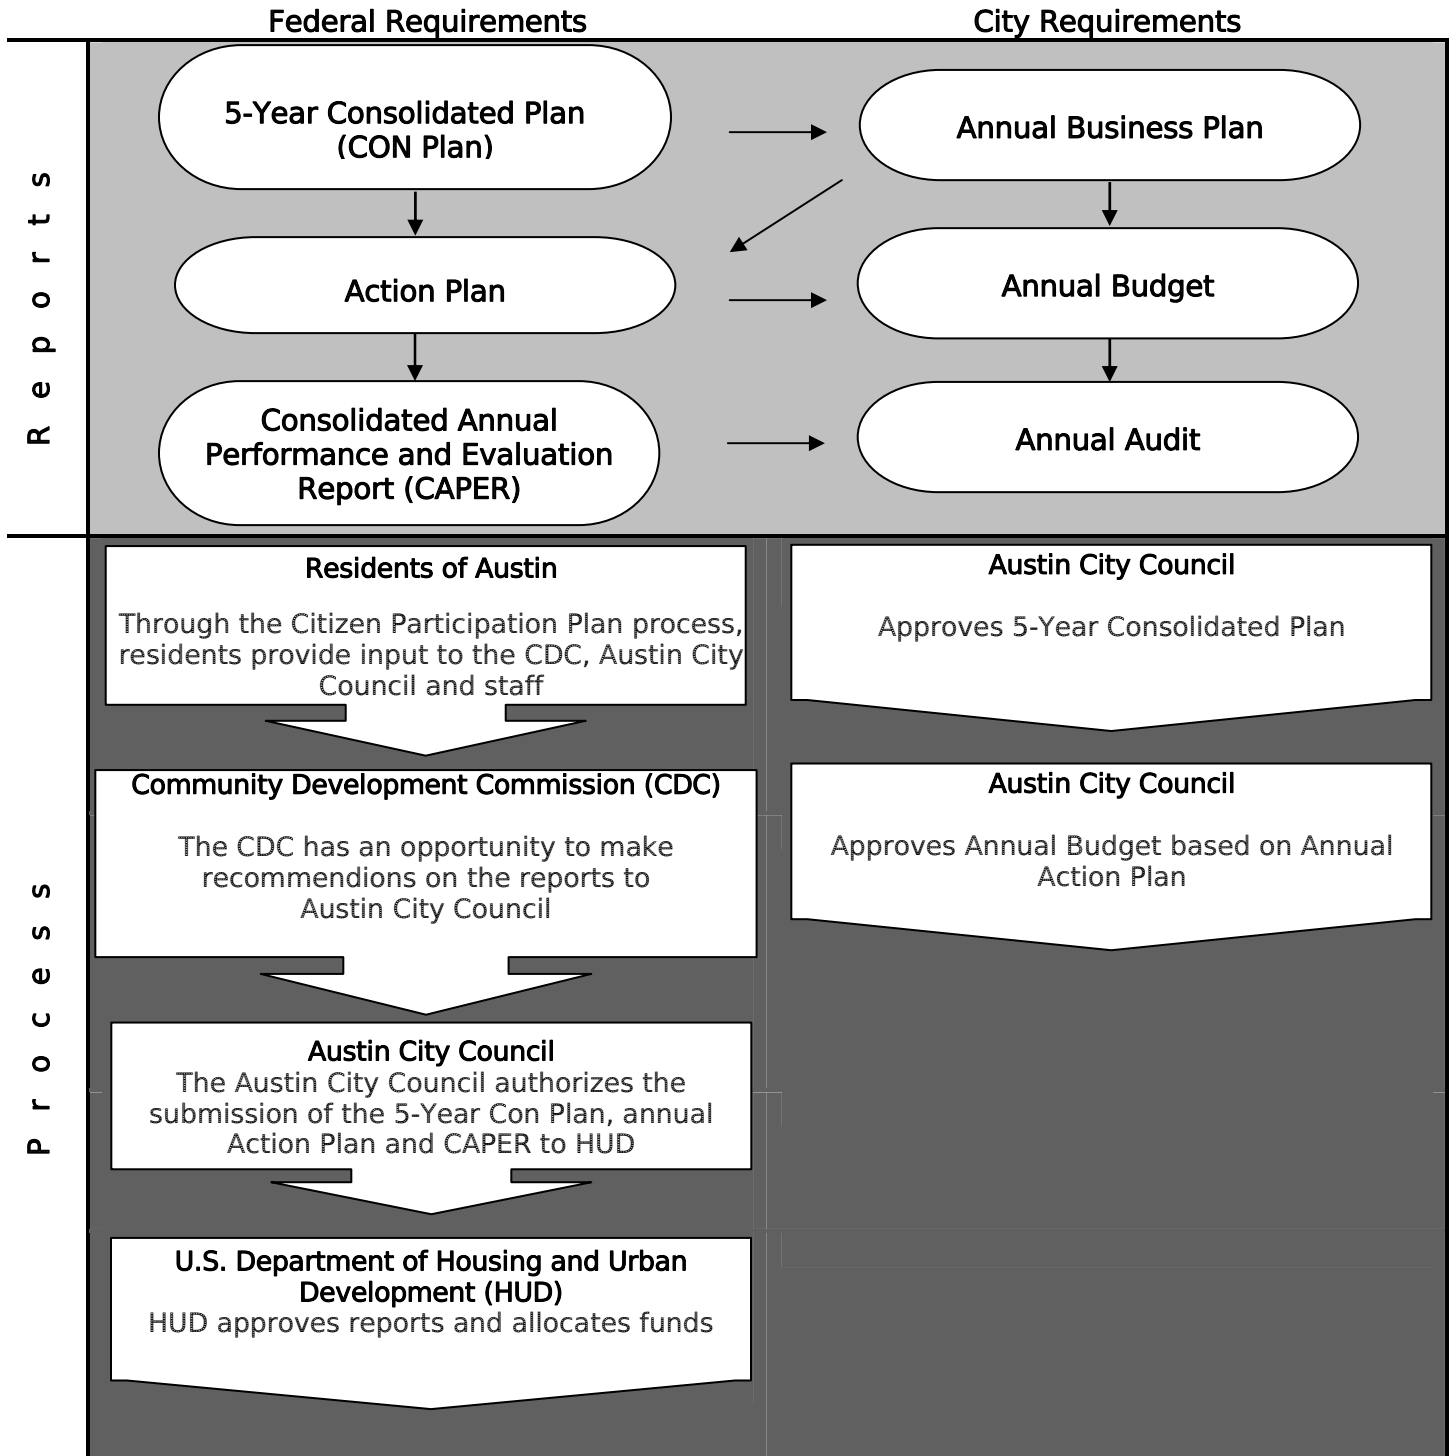 Federal Requirements
City Requirements
Reports
5-Year Consolidated Plan
(CON Plan)
Annual Business Plan
Action Plan
Annual Budget
Consolidated Annual
Performance and Evaluation
Report (CAPER)
Annual Audit
Process
Residents of Austin
Through the Citizen Participation Plan process,
residents provide input to the CDC, Austin City
Council and staff
Community Development Commission (CDC)
The CDC has an opportunity to make
recommendions on the reports to
Austin City Council
Austin City Council
The Austin City Council authorizes the
submission of the 5-Year Con Plan, annual
Action Plan and CAPER to HUD
U.S. Department of Housing and Urban
Development (HUD)
HUD approves reports and allocates funds
Austin City Council
Approves 5-Year Consolidated Plan
Austin City Council
Approves Annual Budget based on Annual
Action Plan